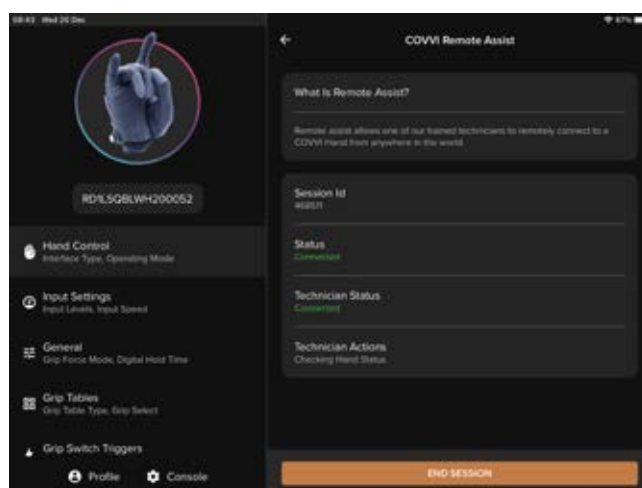 08:43 Wed 20 Dec
87%
COVVI Remote Assist
RD1LSQBLWH200052
Hand Control
Interface Type, Operating Mode
Input Settings
Input Levels, Input Speed
General
Grip Force Mode, Digital Hold Time
Grip Tables
Grip Table Type, Grip Select
Grip Switch Triggers
Profile
Console
What Is Remote Assist?
Remote assist allows one of our trained technicians to remotely connect to a
COVVI Hand from anywhere in the world.
Session Id
Status
Connected
Technician Status
Connected
Technician Actions
Checking Hand Status
END SESSION